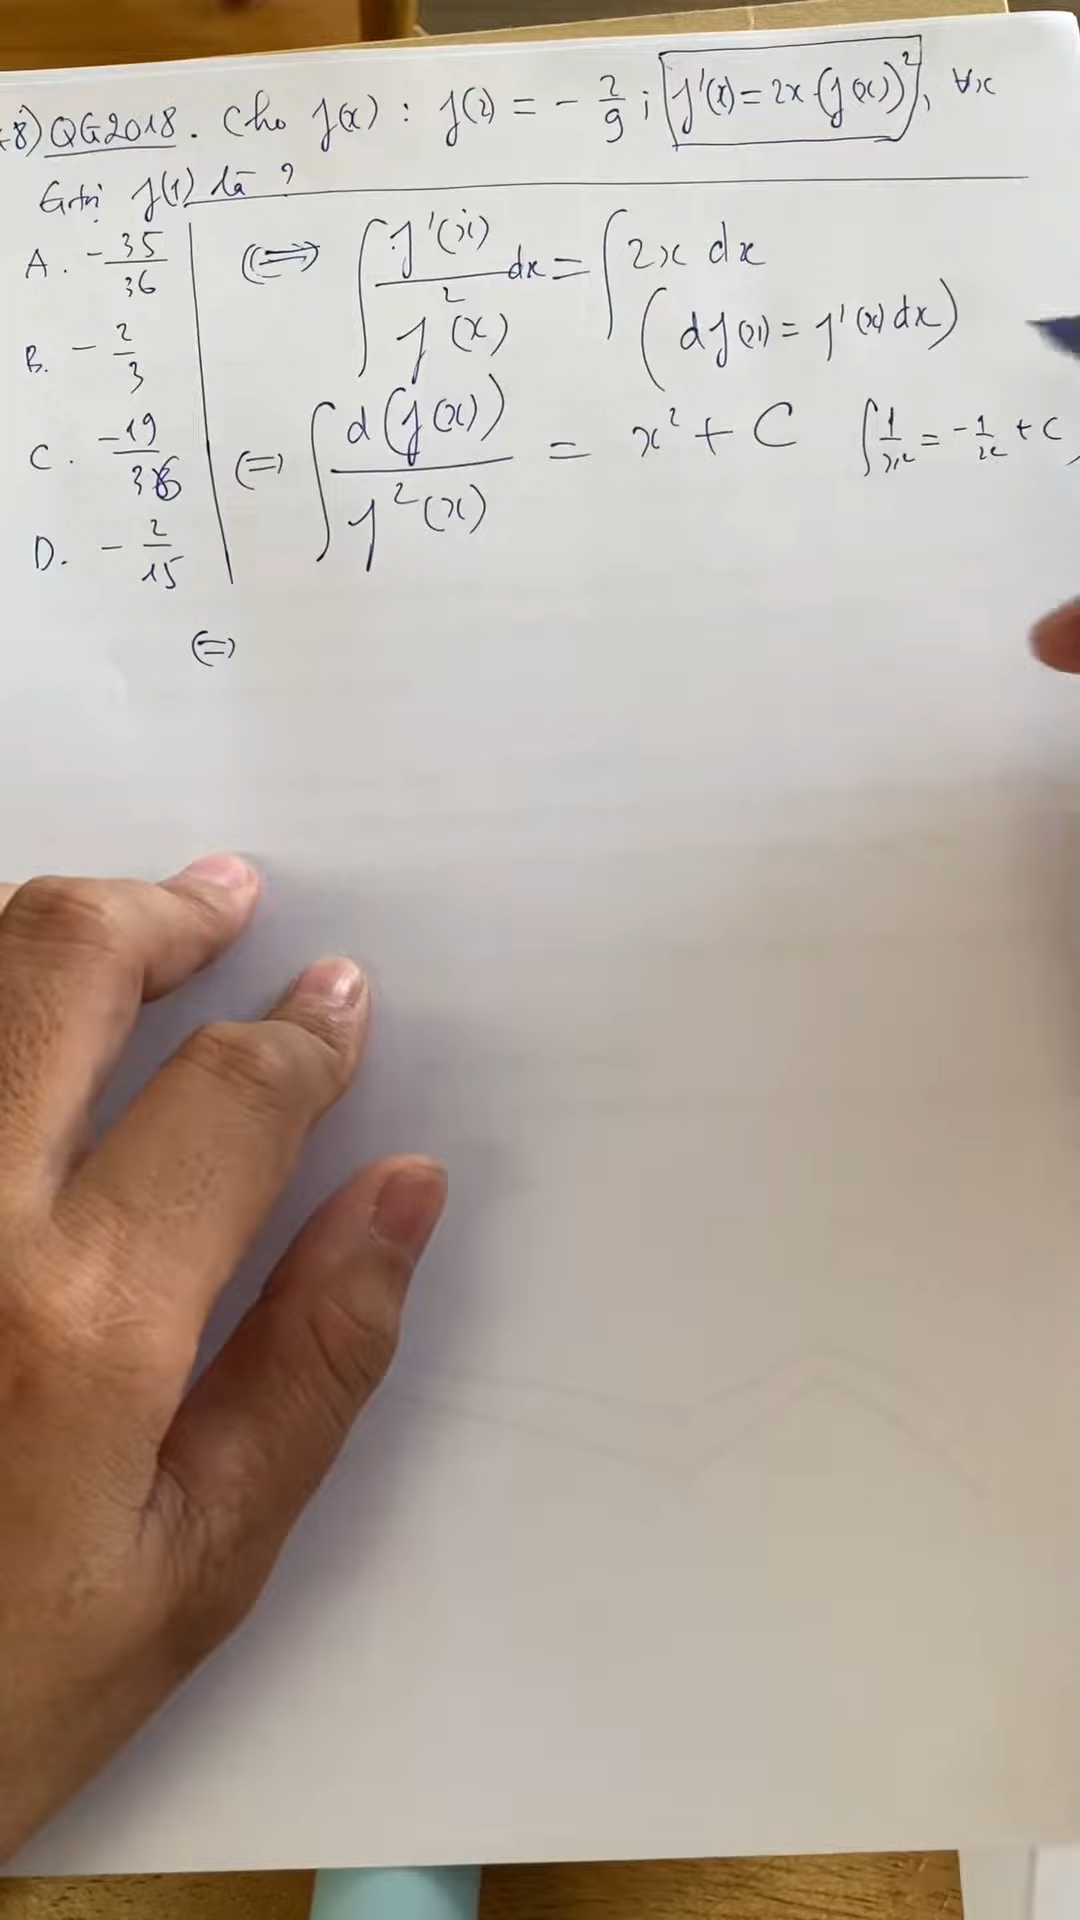 8) QG2018. Cho f(x) : f(2) = - 2/9 ; f'(x) = 2x (f(x))², ∀x
Gtrị f(1) là ?
A. - 35/36
B. - 2/3
C. -19/36
D. - 2/15
(⇔) ∫ f'(x)/f²(x) dx = ∫ 2x dx
(df(x) = f'(x) dx)
(=) ∫ d(f(x))/f²(x) = x² + C
∫ 1/x² = - 1/x + C
(=)